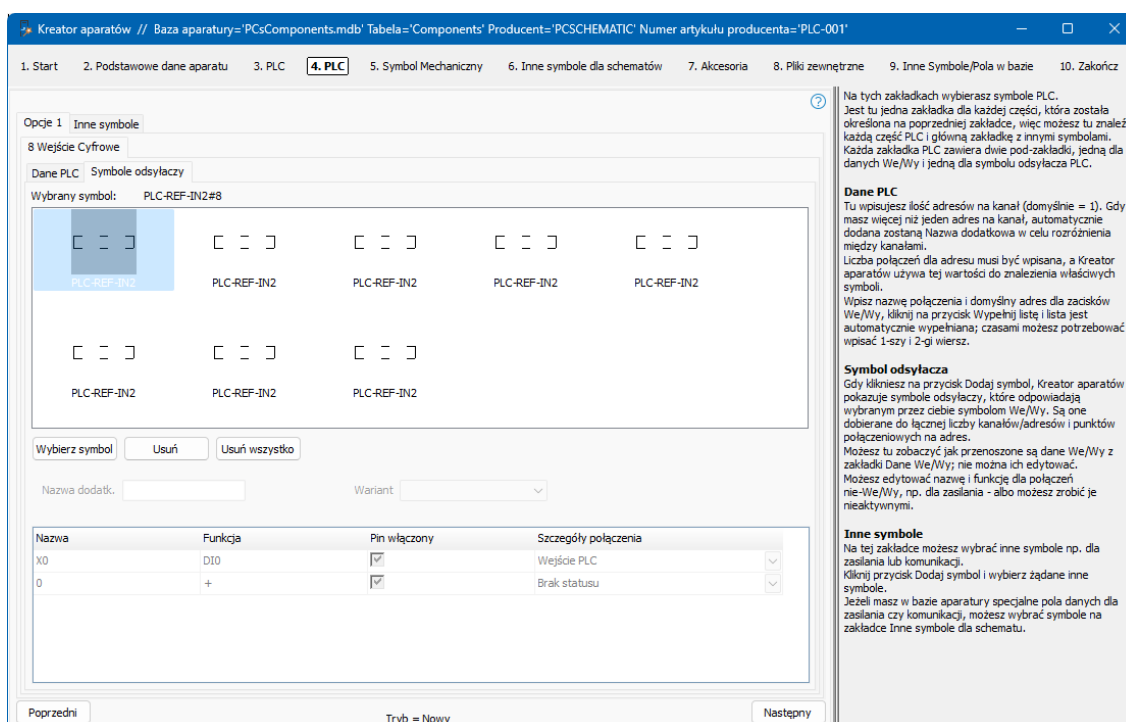 Kreator aparatów // Baza aparatury='PCsComponents.mdb' Tabela='Components' Producent='PCSCHEMATIC' Numer artykułu producenta='PLC-001'
1. Start 2. Podstawowe dane aparatu 3. PLC 4. PLC 5. Symbol Mechaniczny 6. Inne symbole dla schematów 7. Akcesoria 8. Pliki zewnętrzne 9. Inne Symbole/Pola w bazie 10. Zakończ
Opcje 1 Inne symbole
8 Wejście Cyfrowe
Dane PLC Symbole odsyłaczy
Wybrany symbol: PLC-REF-IN2#8
PLC-REF-IN2 PLC-REF-IN2 PLC-REF-IN2 PLC-REF-IN2 PLC-REF-IN2
PLC-REF-IN2 PLC-REF-IN2 PLC-REF-IN2
Wybierz symbol Usuń Usuń wszystko
Nazwa dodatk. Wariant
Nazwa Funkcja Pin włączony Szczegóły połączenia
X0 DI0 Wejście PLC
0 + Brak statusu
Poprzedni Tryb = Nowy Następny
Na tych zakładkach wybierasz symbole PLC.
Jest tu jedna zakładka dla każdej części, która została
określona na poprzedniej zakładce, więc możesz tu znaleź
każdą część PLC i główną zakładkę z innymi symbolami.
Każda zakładka PLC zawiera dwie pod-zakładki, jedną dla
danych We/Wy i jedną dla symbolu odsyłacza PLC.
Dane PLC
Tu wpisujesz ilość adresów na kanał (domyślnie = 1). Gdy
masz więcej niż jeden adres na kanał, automatycznie
dodana zostaną Nazwa dodatkowa w celu rozróżnienia
między kanałami.
Liczba połączeń dla adresu musi być wpisana, a Kreator
aparatów używa tej wartości do znalezienia właściwych
symboli.
Wpisz nazwę połączenia i domyślny adres dla zacisków
We/Wy, kliknij na przycisk Wypełnij listę i lista jest
automatycznie wypełniana; czasami możesz potrzebować
wpisać 1-szy i 2-gi wiersz.
Symbol odsyłacza
Gdy klikniesz na przycisk Dodaj symbol, Kreator aparatów
pokazuje symbole odsyłaczy, które odpowiadają
wybranym przez ciebie symbolom We/Wy. Są one
dobierane do łącznej liczby kanałów/adresów i punktów
połączeniowych na adres.
Możesz tu zobaczyć jak przenoszone są dane We/Wy z
zakładki Dane We/Wy; nie można ich edytować.
Możesz edytować nazwę i funkcję dla połączeń
nie-We/Wy, np. dla zasilania - albo możesz zrobić je
nieaktywnymi.
Inne symbole
Na tej zakładce możesz wybrać inne symbole np. dla
zasilania lub komunikacji.
Kliknij przycisk Dodaj symbol i wybierz żądane inne
symbole.
Jeżeli masz w bazie aparatury specjalne pola danych dla
zasilania czy komunikacji, możesz wybrać symbole na
zakładce Inne symbole dla schematu.